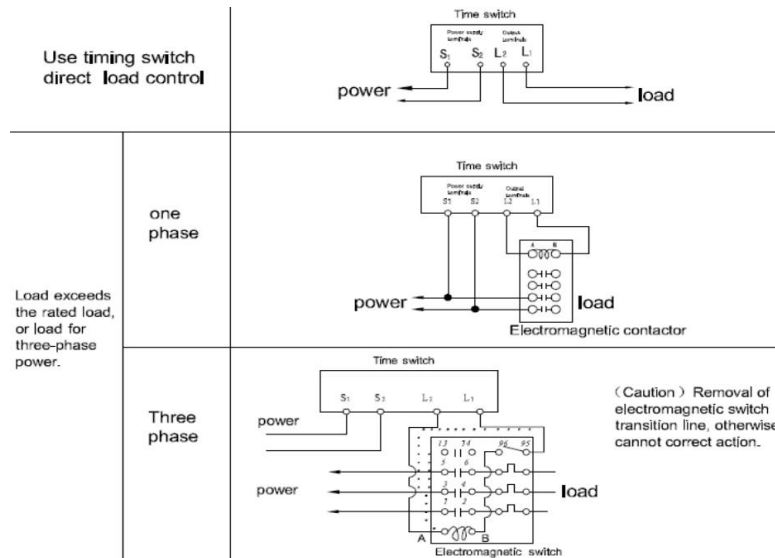 Use timing switch
direct load control
Time switch
Power supply
terminals
Output
terminals
S1 S2 L2 L1
power
load
Load exceeds
the rated load,
or load for
three-phase
power.
one
phase
Time switch
Power supply
terminals
Output
terminals
S1 S2 L2 L1
A B
power
load
Electromagnetic contactor
Three
phase
Time switch
S1 S2 L2 L1
power
13 14 96 95
5 6
3 4
1 2
power
load
A B
Electromagnetic switch
(Caution) Removal of
electromagnetic switch
transition line, otherwise
cannot correct action.